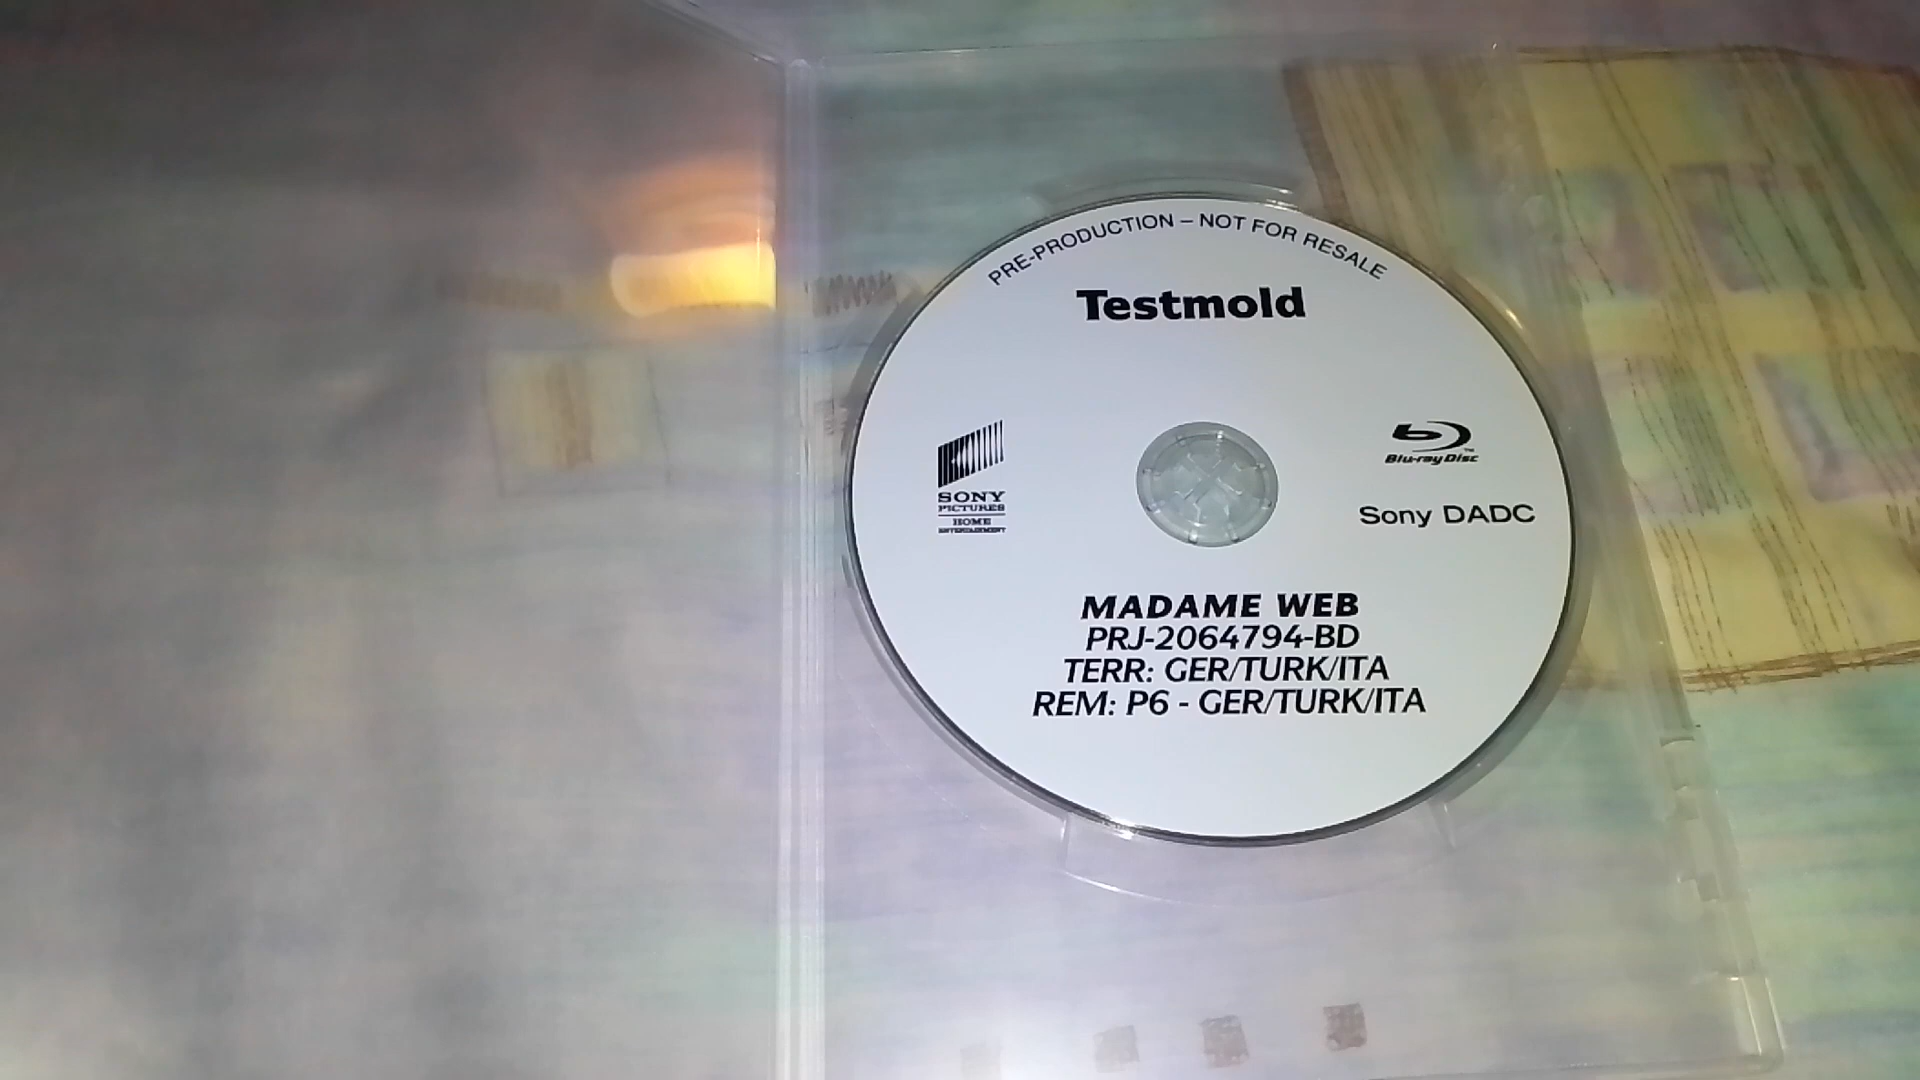 PRE-PRODUCTION – NOT FOR RESALE
Testmold
SONY
PICTURES
HOME
ENTERTAINMENT
Blu-ray Disc™
Sony DADC
MADAME WEB
PRJ-2064794-BD
TERR: GER/TURK/ITA
REM: P6 - GER/TURK/ITA